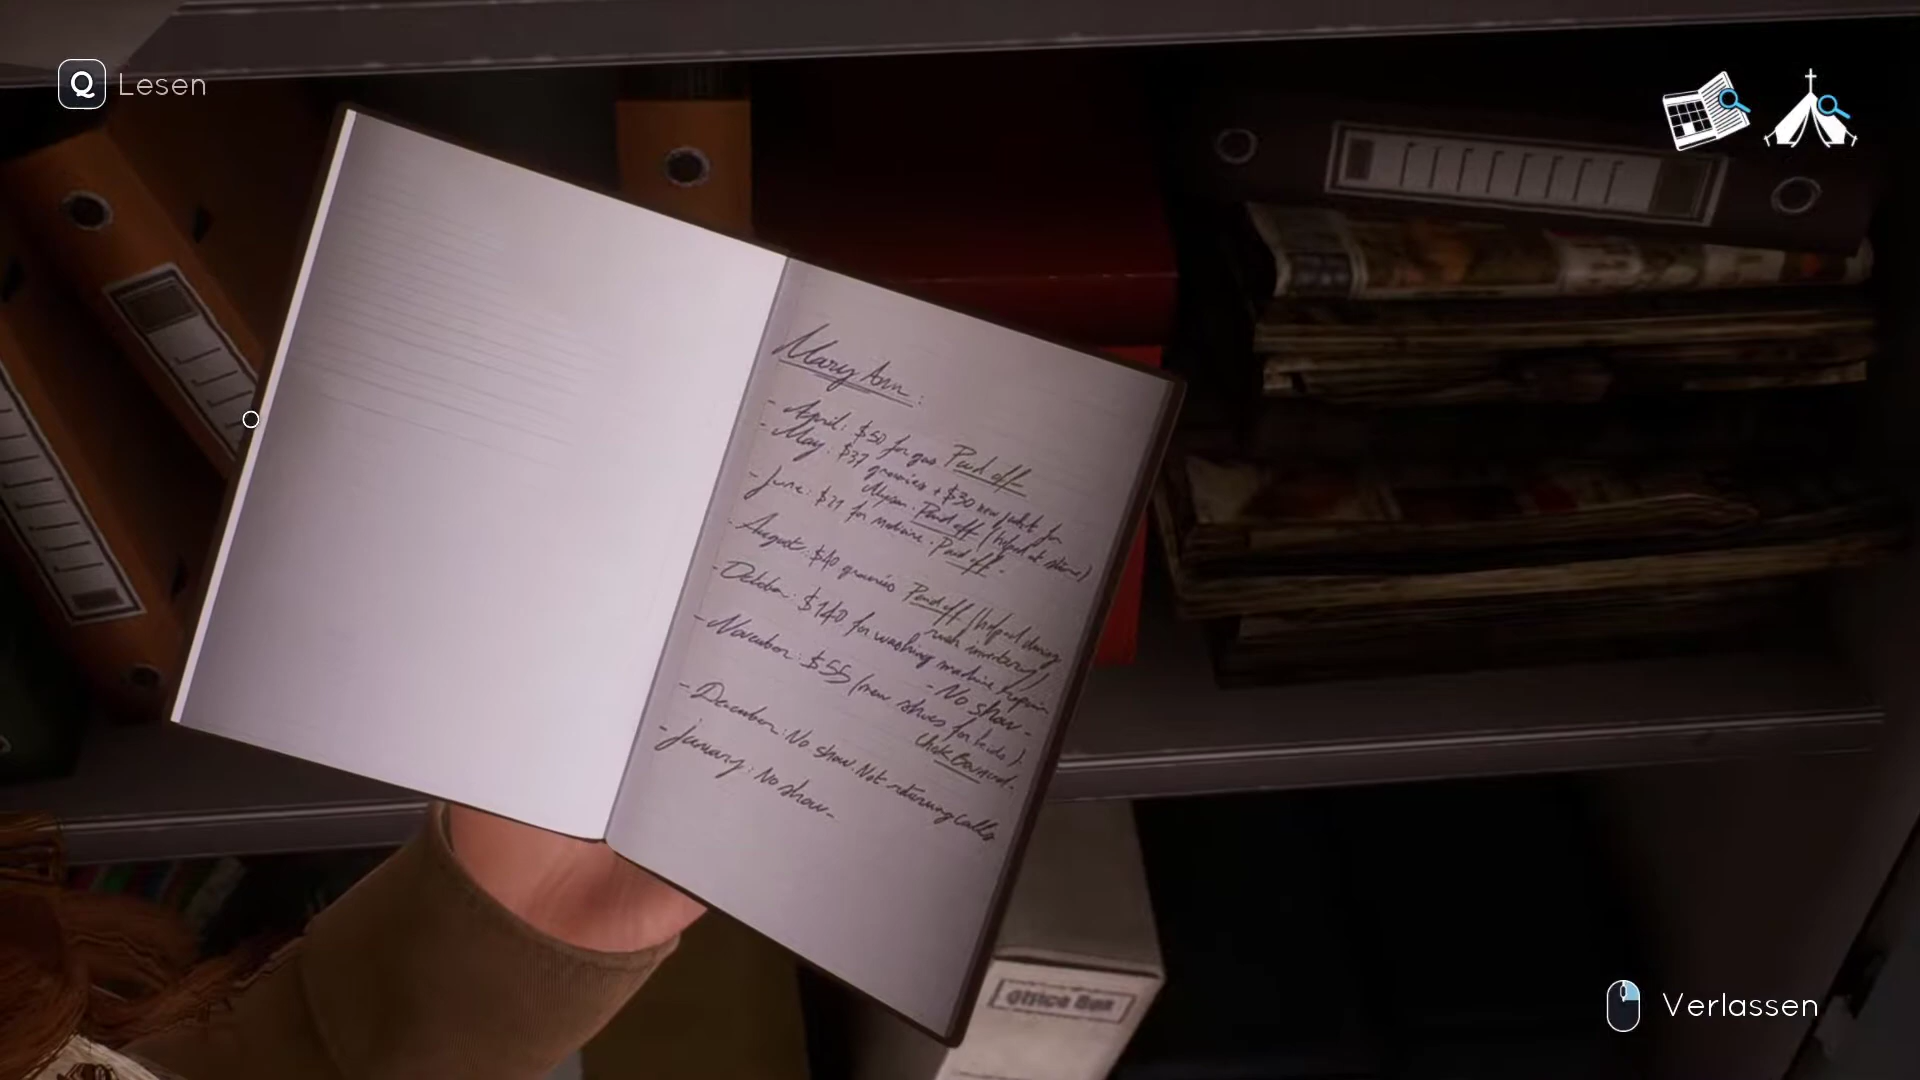 Q Lesen
Mary Ann:
- April: $50 for gas Paid off
- May: $37 groceries + $30 new jacket for
Alyson. Paid off (helped at store)
- June: $29 for medicine. Paid off.
- August: $40 groceries Paid off (helped during
rush inventory)
- October: $140 for washing machine repair
- No show -
- November: $55 (new shoes for kids).
Check Bounced.
- December: No show. Not returning calls
- January: No show.
Office Box
Verlassen